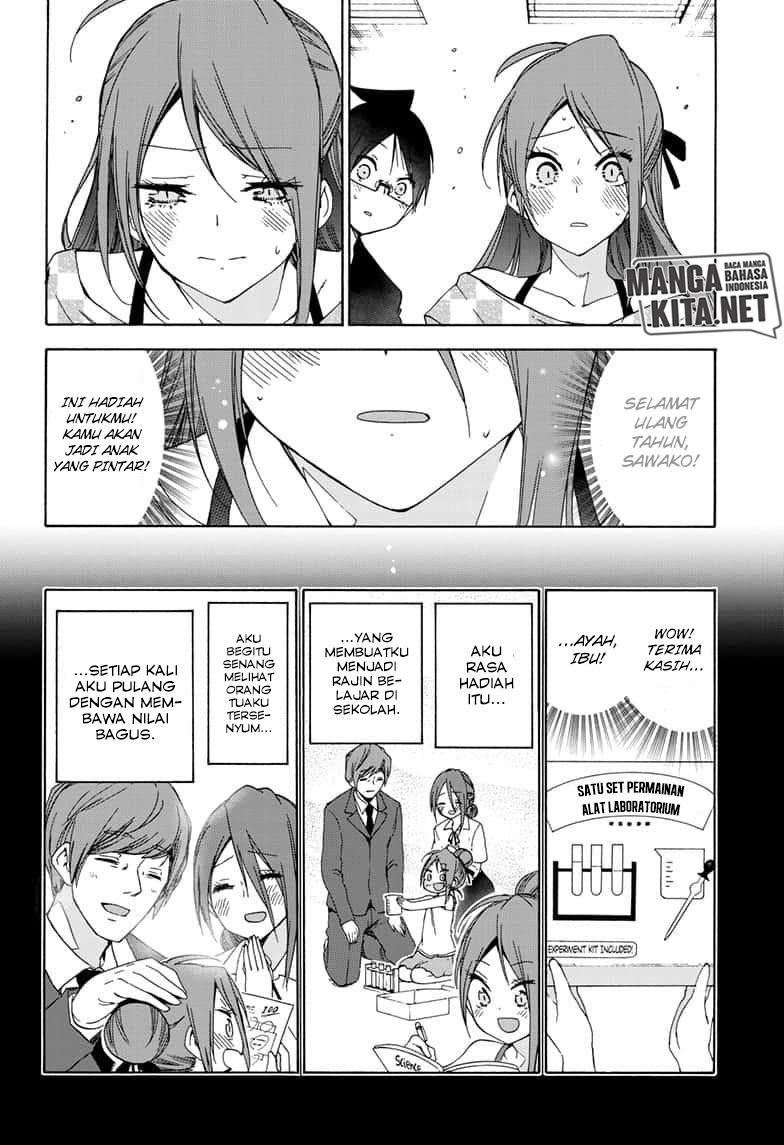 MANGA
KITA.NET
BACA MANGA
BAHASA
INDONESIA
SELAMAT
ULANG
TAHUN,
SAWAKO!
INI HADIAH
UNTUKMU!
KAMU AKAN
JADI ANAK
YANG PINTAR!
WOW!
TERIMA
KASIH...
...AYAH,
IBU!
SATU SET PERMAINAN
ALAT LABORATORIUM
EXPERIMENT KIT INCLUDED!
AKU
RASA
HADIAH
ITU...
...YANG
MEMBUATKU
MENJADI
RAJIN BE-
LAJAR DI
SEKOLAH.
Science
AKU
BEGITU
SENANG
MELIHAT
ORANG
TUAKU
TERSE-
NYUM...
...SETIAP KALI
AKU PULANG
DENGAN MEM-
BAWA NILAI
BAGUS.
100